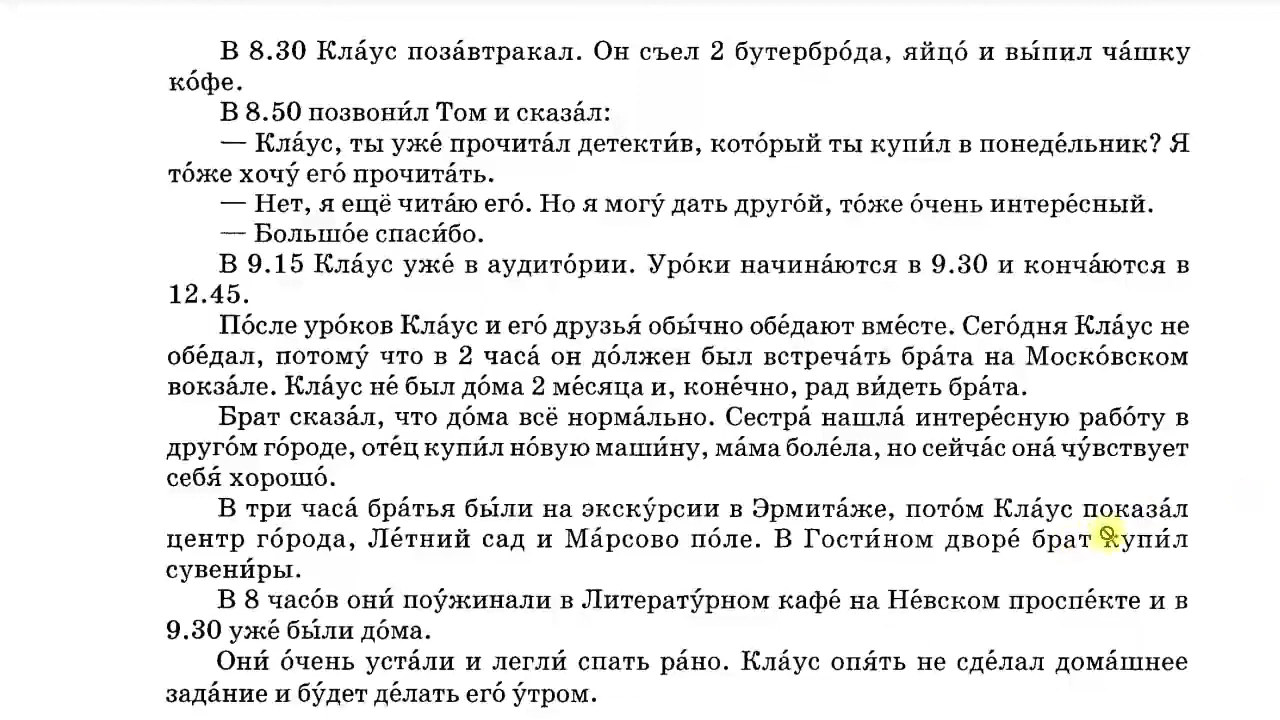 В 8.30 Кла́ус поза́втракал. Он съел 2 бутербро́да, яйцо́ и вы́пил ча́шку
ко́фе.
В 8.50 позвони́л Том и сказа́л:
— Кла́ус, ты уже́ прочита́л детекти́в, кото́рый ты купи́л в понеде́льник? Я
то́же хочу́ его́ прочита́ть.
— Нет, я ещё чита́ю его́. Но я могу́ дать друго́й, то́же о́чень интере́сный.
— Большо́е спаси́бо.
В 9.15 Кла́ус уже́ в аудито́рии. Уро́ки начина́ются в 9.30 и конча́ются в
12.45.
По́сле уро́ков Кла́ус и его́ друзья́ обы́чно обе́дают вме́сте. Сего́дня Кла́ус не
обе́дал, потому́ что в 2 часа́ он до́лжен был встреча́ть бра́та на Моско́вском
вокза́ле. Кла́ус не́ был до́ма 2 ме́сяца и, коне́чно, рад ви́деть бра́та.
Брат сказа́л, что до́ма всё норма́льно. Сестра́ нашла́ интере́сную рабо́ту в
друго́м го́роде, оте́ц купи́л но́вую маши́ну, ма́ма боле́ла, но сейча́с она́ чу́вствует
себя́ хорошо́.
В три часа́ бра́тья бы́ли на экску́рсии в Эрмита́же, пото́м Кла́ус показа́л
центр го́рода, Ле́тний сад и Ма́рсово по́ле. В Гости́ном дворе́ брат купи́л
сувени́ры.
В 8 часо́в они́ поу́жинали в Литерату́рном кафе́ на Не́вском проспе́кте и в
9.30 уже́ бы́ли до́ма.
Они́ о́чень уста́ли и легли́ спать ра́но. Кла́ус опя́ть не сде́лал дома́шнее
зада́ние и бу́дет де́лать его́ у́тром.